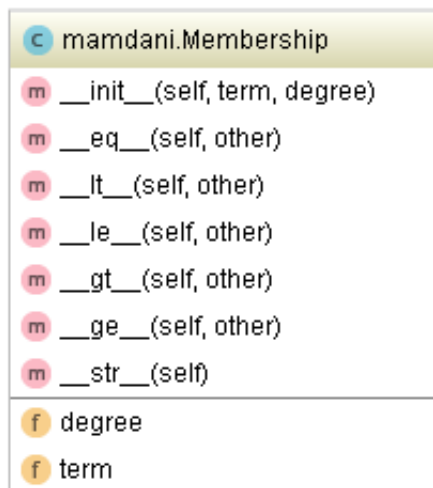 C mamdani.Membership
m __init__(self, term, degree)
m __eq__(self, other)
m __lt__(self, other)
m __le__(self, other)
m __gt__(self, other)
m __ge__(self, other)
m __str__(self)
f degree
f term